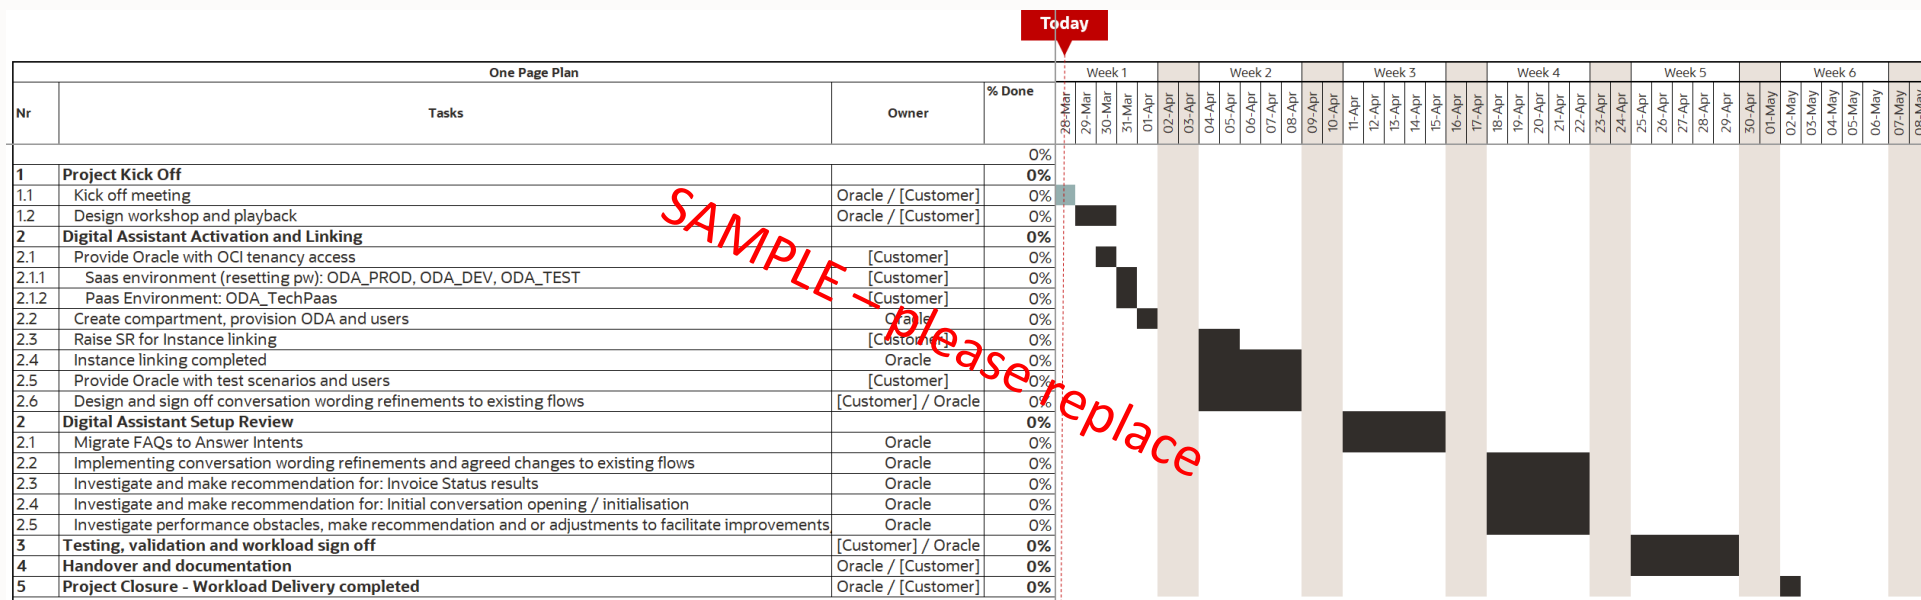 Today
One Page Plan Week 1 Week 2 Week 3 Week 4 Week 5 Week 6
Nr Tasks Owner % Done 28-Mar 29-Mar 30-Mar 31-Mar 01-Apr 02-Apr 03-Apr 04-Apr 05-Apr 06-Apr 07-Apr 08-Apr 09-Apr 10-Apr 11-Apr 12-Apr 13-Apr 14-Apr 15-Apr 16-Apr 17-Apr 18-Apr 19-Apr 20-Apr 21-Apr 22-Apr 23-Apr 24-Apr 25-Apr 26-Apr 27-Apr 28-Apr 29-Apr 30-Apr 01-May 02-May 03-May 04-May 05-May 06-May 07-May 08-May
0%
1 Project Kick Off 0%
1.1 Kick off meeting Oracle / [Customer] 0%
1.2 Design workshop and playback Oracle / [Customer] 0%
2 Digital Assistant Activation and Linking 0%
2.1 Provide Oracle with OCI tenancy access [Customer] 0%
2.1.1 Saas environment (resetting pw): ODA_PROD, ODA_DEV, ODA_TEST [Customer] 0%
2.1.2 Paas Environment: ODA_TechPaas [Customer] 0%
2.2 Create compartment, provision ODA and users Oracle 0%
2.3 Raise SR for Instance linking [Customer] 0%
2.4 Instance linking completed Oracle 0%
2.5 Provide Oracle with test scenarios and users [Customer] 0%
2.6 Design and sign off conversation wording refinements to existing flows [Customer] / Oracle 0%
2 Digital Assistant Setup Review 0%
2.1 Migrate FAQs to Answer Intents Oracle 0%
2.2 Implementing conversation wording refinements and agreed changes to existing flows Oracle 0%
2.3 Investigate and make recommendation for: Invoice Status results Oracle 0%
2.4 Investigate and make recommendation for: Initial conversation opening / initialisation Oracle 0%
2.5 Investigate performance obstacles, make recommendation and or adjustments to facilitate improvements Oracle 0%
3 Testing, validation and workload sign off [Customer] / Oracle 0%
4 Handover and documentation Oracle / [Customer] 0%
5 Project Closure - Workload Delivery completed Oracle / [Customer] 0%
SAMPLE – please replace